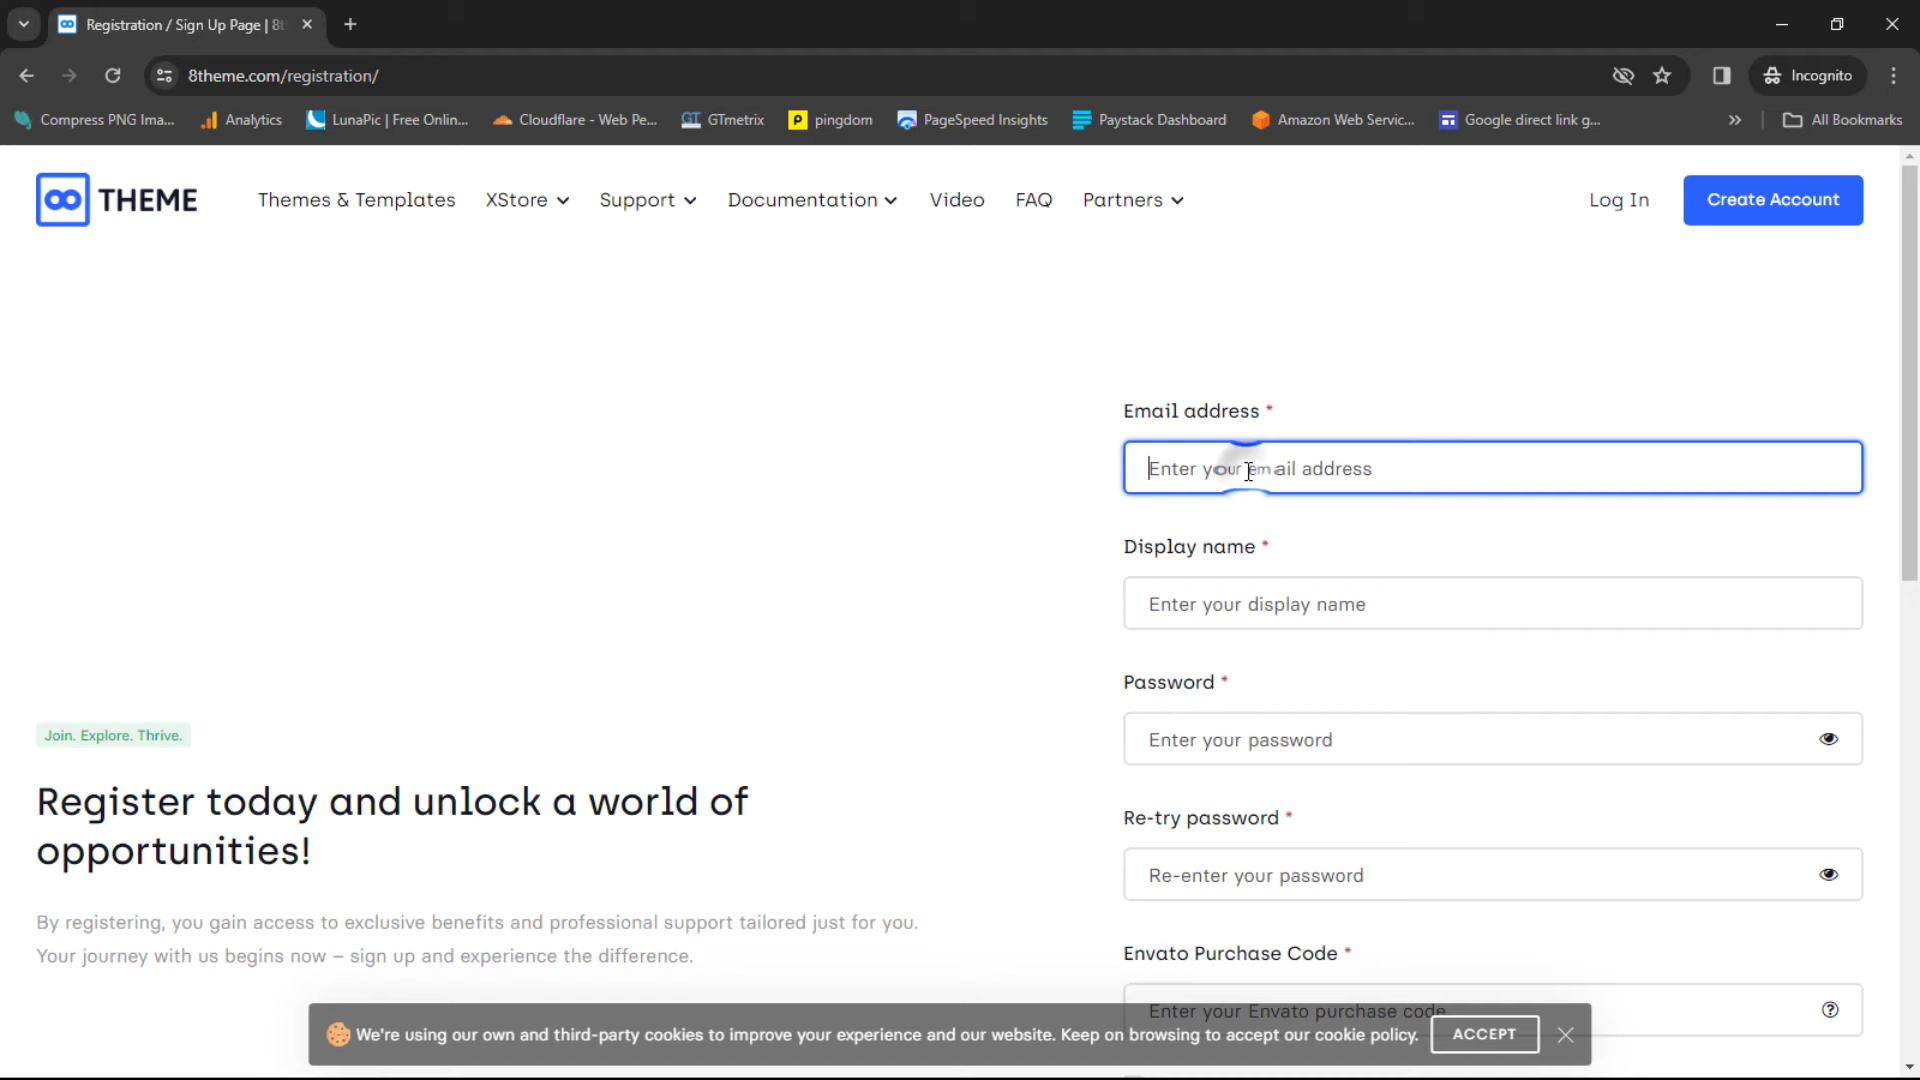 Registration / Sign Up Page | 8t
8theme.com/registration/
Incognito
Compress PNG Ima...
Analytics
LunaPic | Free Onlin...
Cloudflare - Web Pe...
GTmetrix
pingdom
PageSpeed Insights
Paystack Dashboard
Amazon Web Servic...
Google direct link g...
All Bookmarks
THEME
Themes & Templates
XStore
Support
Documentation
Video
FAQ
Partners
Log In
Create Account
Email address *
Enter your email address
Display name *
Enter your display name
Password *
Enter your password
Re-try password *
Re-enter your password
Envato Purchase Code *
Enter your Envato purchase code
Join. Explore. Thrive.
Register today and unlock a world of
opportunities!
By registering, you gain access to exclusive benefits and professional support tailored just for you.
Your journey with us begins now – sign up and experience the difference.
We're using our own and third-party cookies to improve your experience and our website. Keep on browsing to accept our cookie policy.
ACCEPT